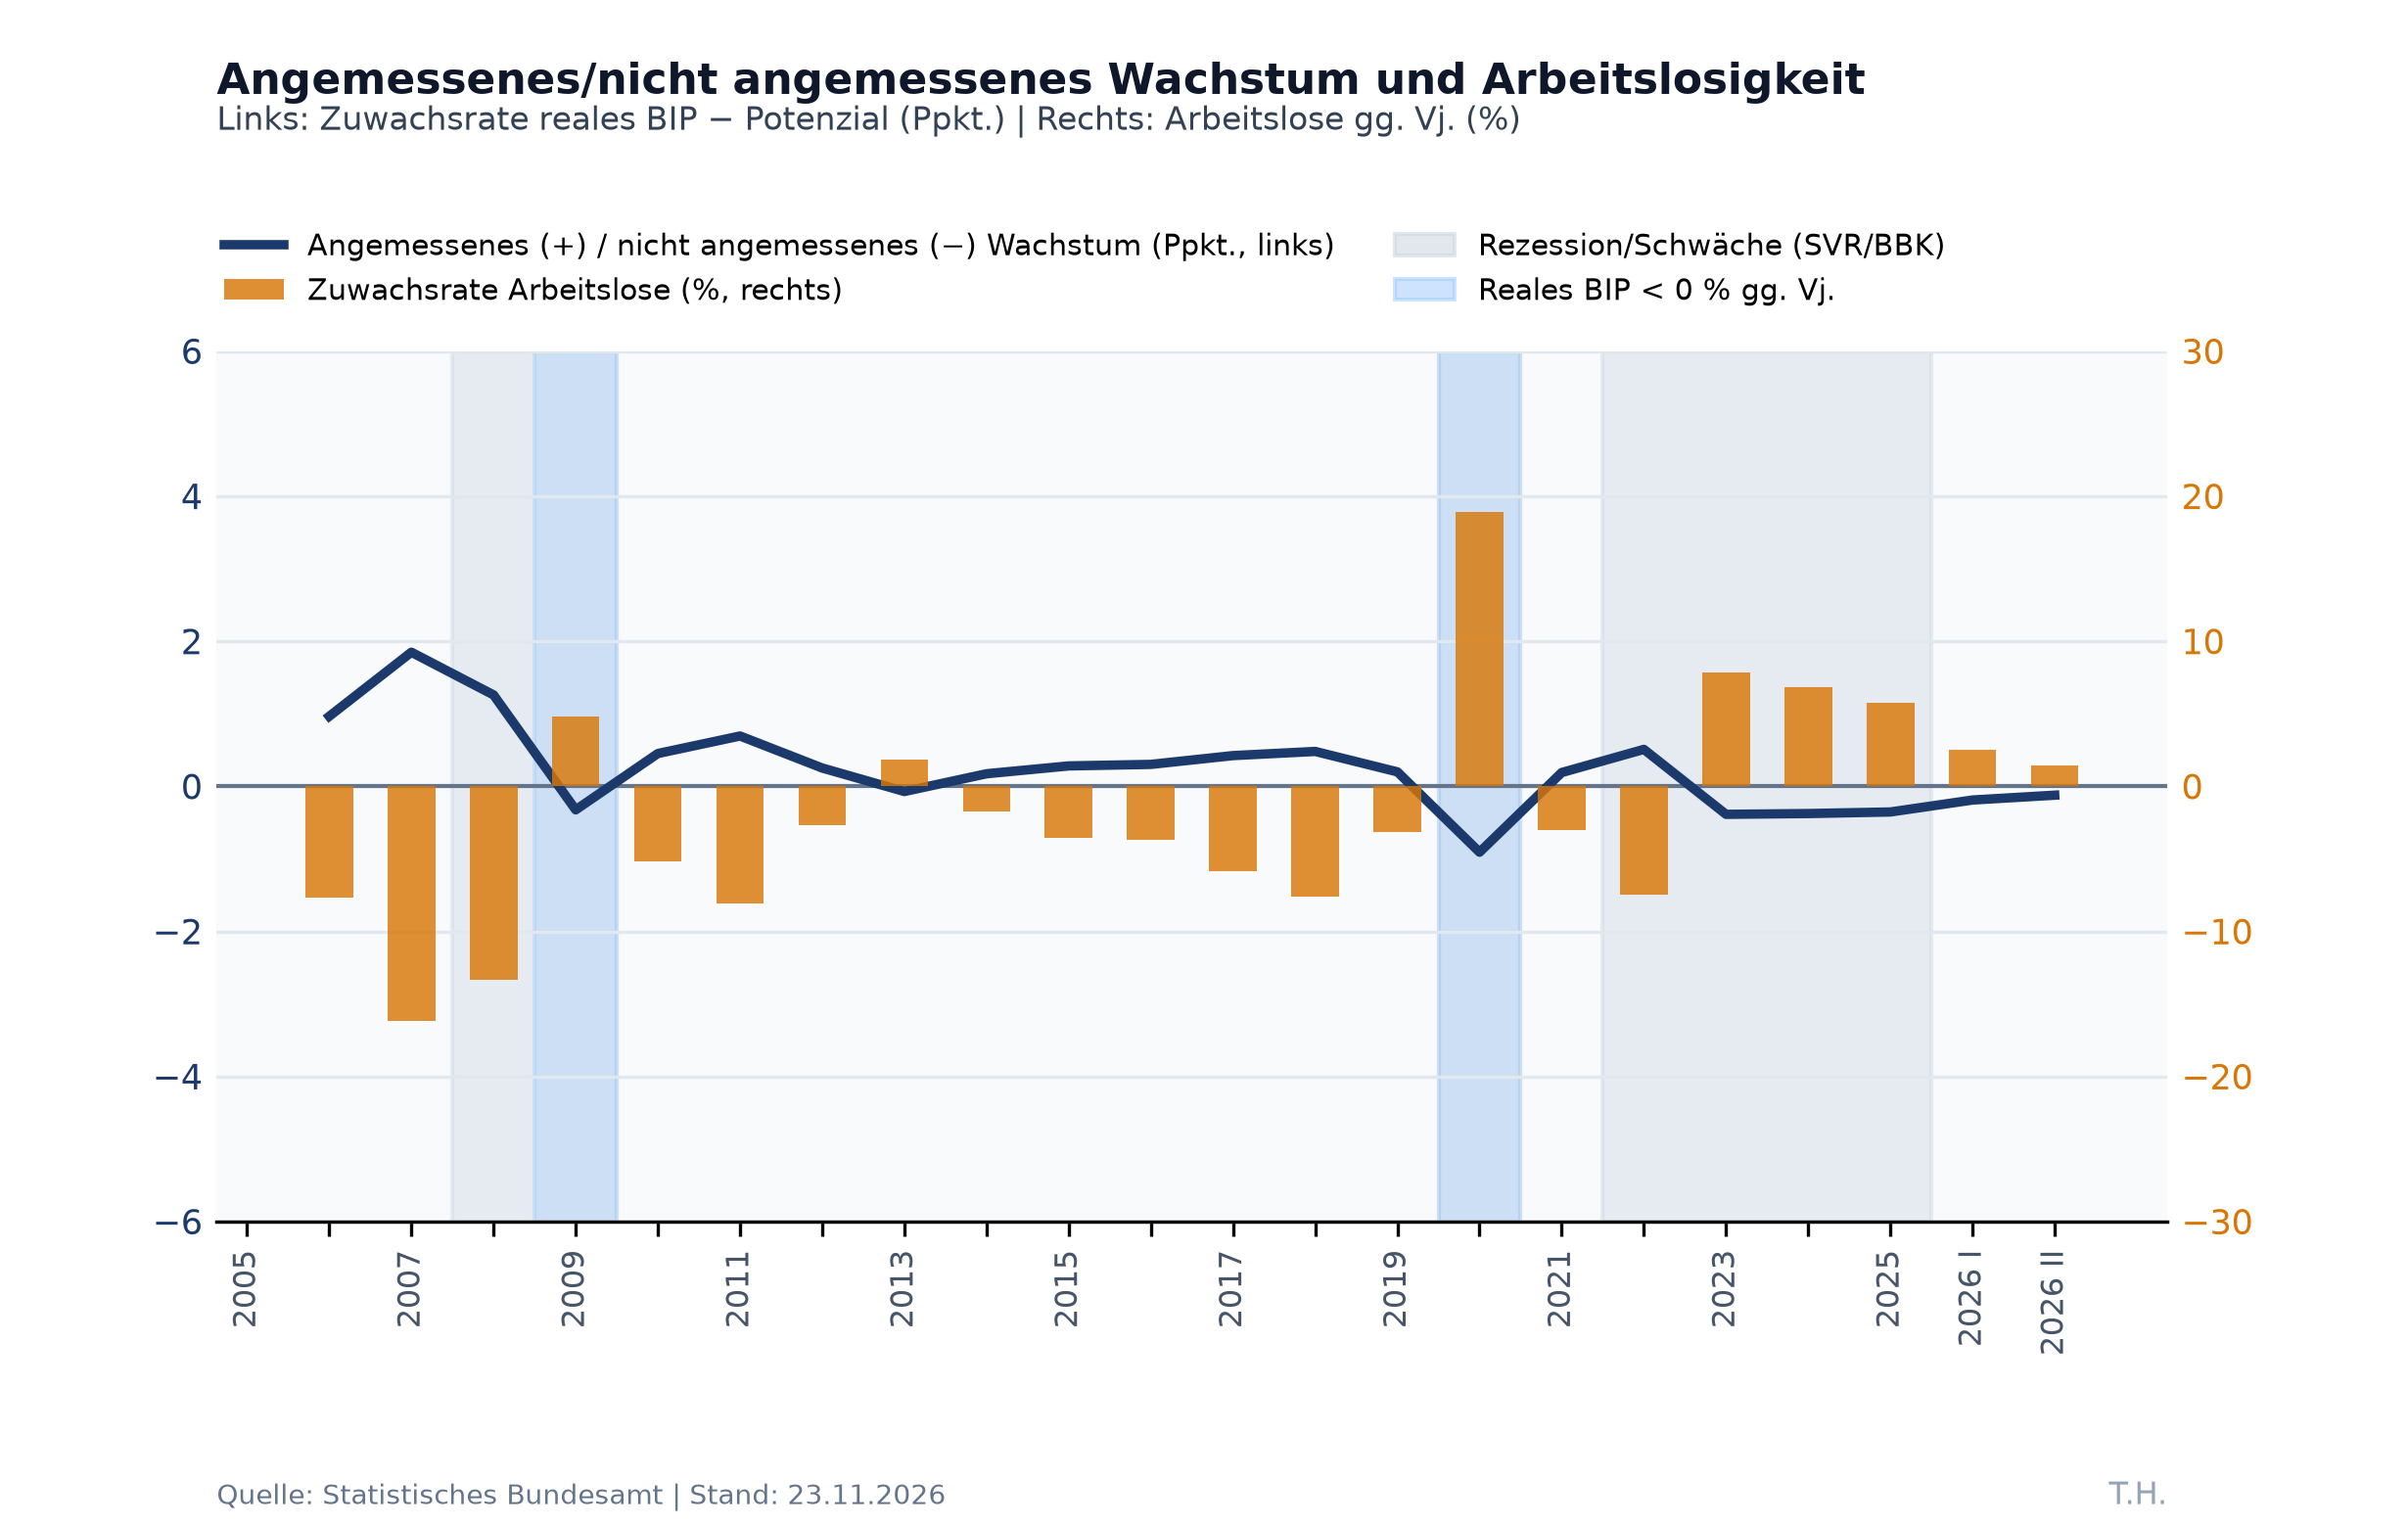 Angemessenes/nicht angemessenes Wachstum und Arbeitslosigkeit
Links: Zuwachsrate reales BIP − Potenzial (Ppkt.) | Rechts: Arbeitslose gg. Vj. (%)
Angemessenes (+) / nicht angemessenes (−) Wachstum (Ppkt., links)
Zuwachsrate Arbeitslose (%, rechts)
Rezession/Schwäche (SVR/BBK)
Reales BIP < 0 % gg. Vj.
6
4
2
0
−2
−4
−6
30
20
10
0
−10
−20
−30
2005
2007
2009
2011
2013
2015
2017
2019
2021
2023
2025
2026 I
2026 III
Quelle: Statistisches Bundesamt | Stand: 23.11.2026
T.H.